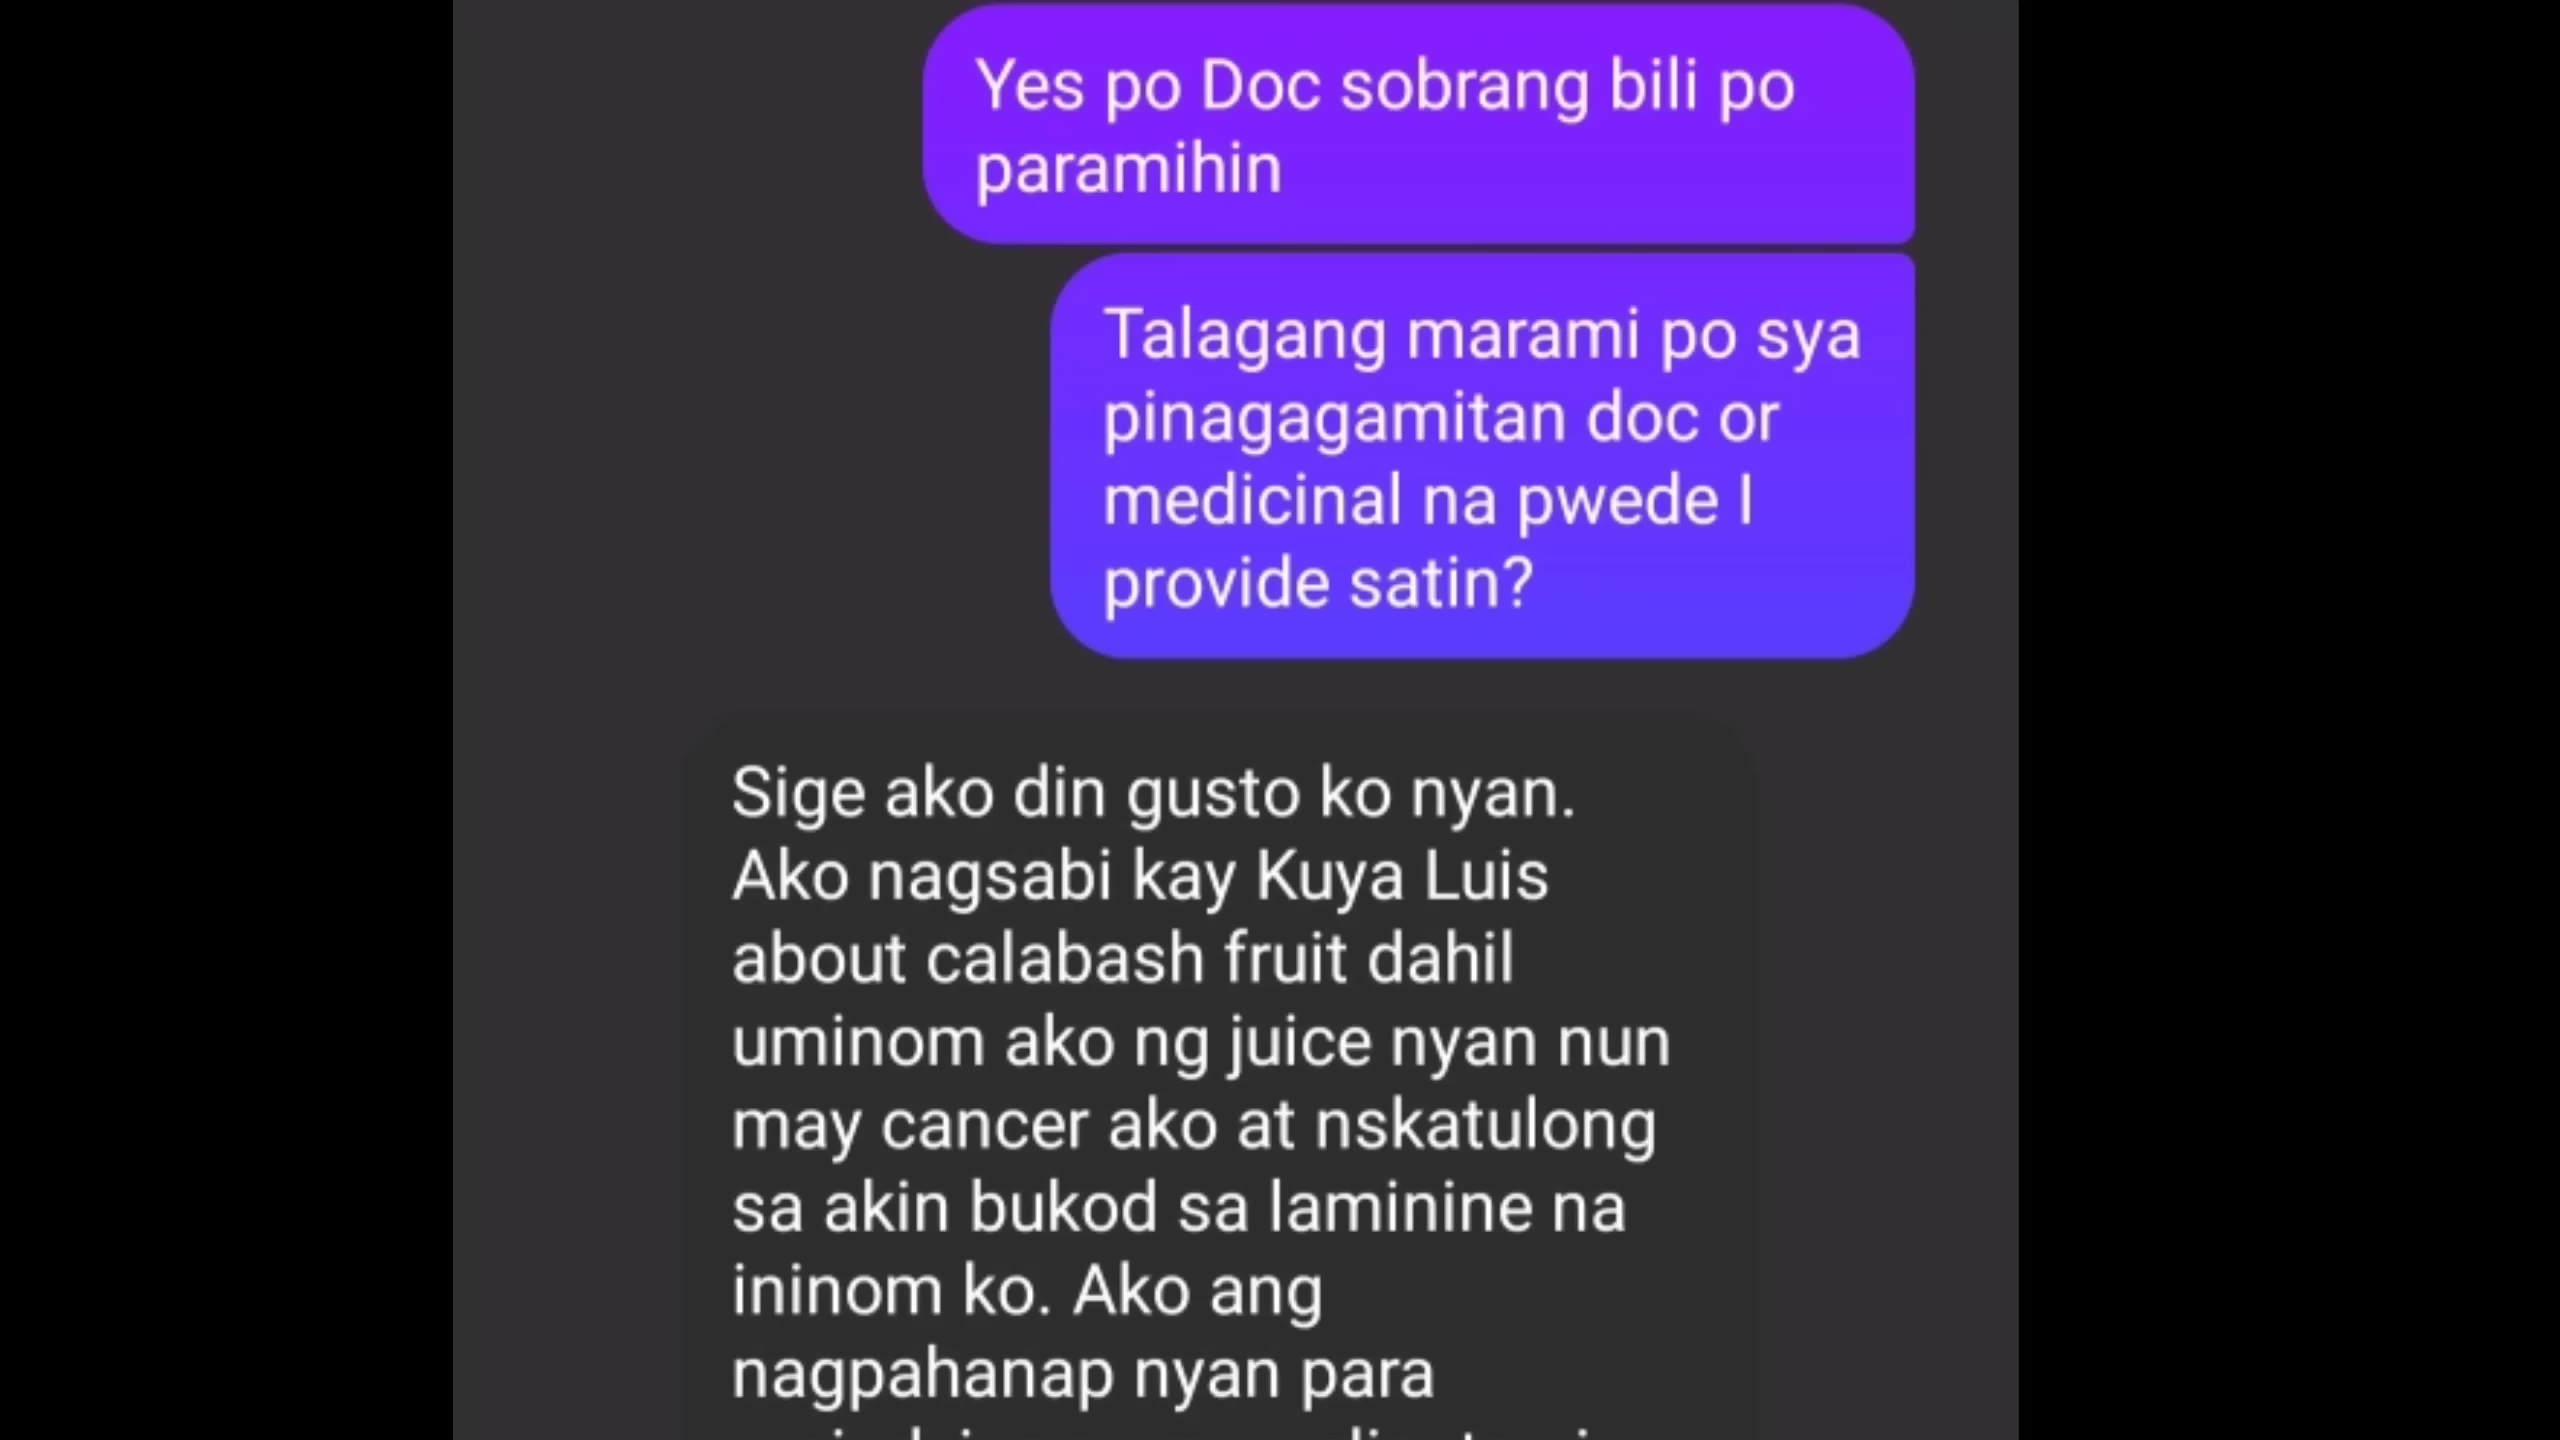 Yes po Doc sobrang bili po
paramihin
Talagang marami po sya
pinagagamitan doc or
medicinal na pwede I
provide satin?
Sige ako din gusto ko nyan.
Ako nagsabi kay Kuya Luis
about calabash fruit dahil
uminom ako ng juice nyan nun
may cancer ako at nskatulong
sa akin bukod sa laminine na
ininom ko. Ako ang
nagpahanap nyan para